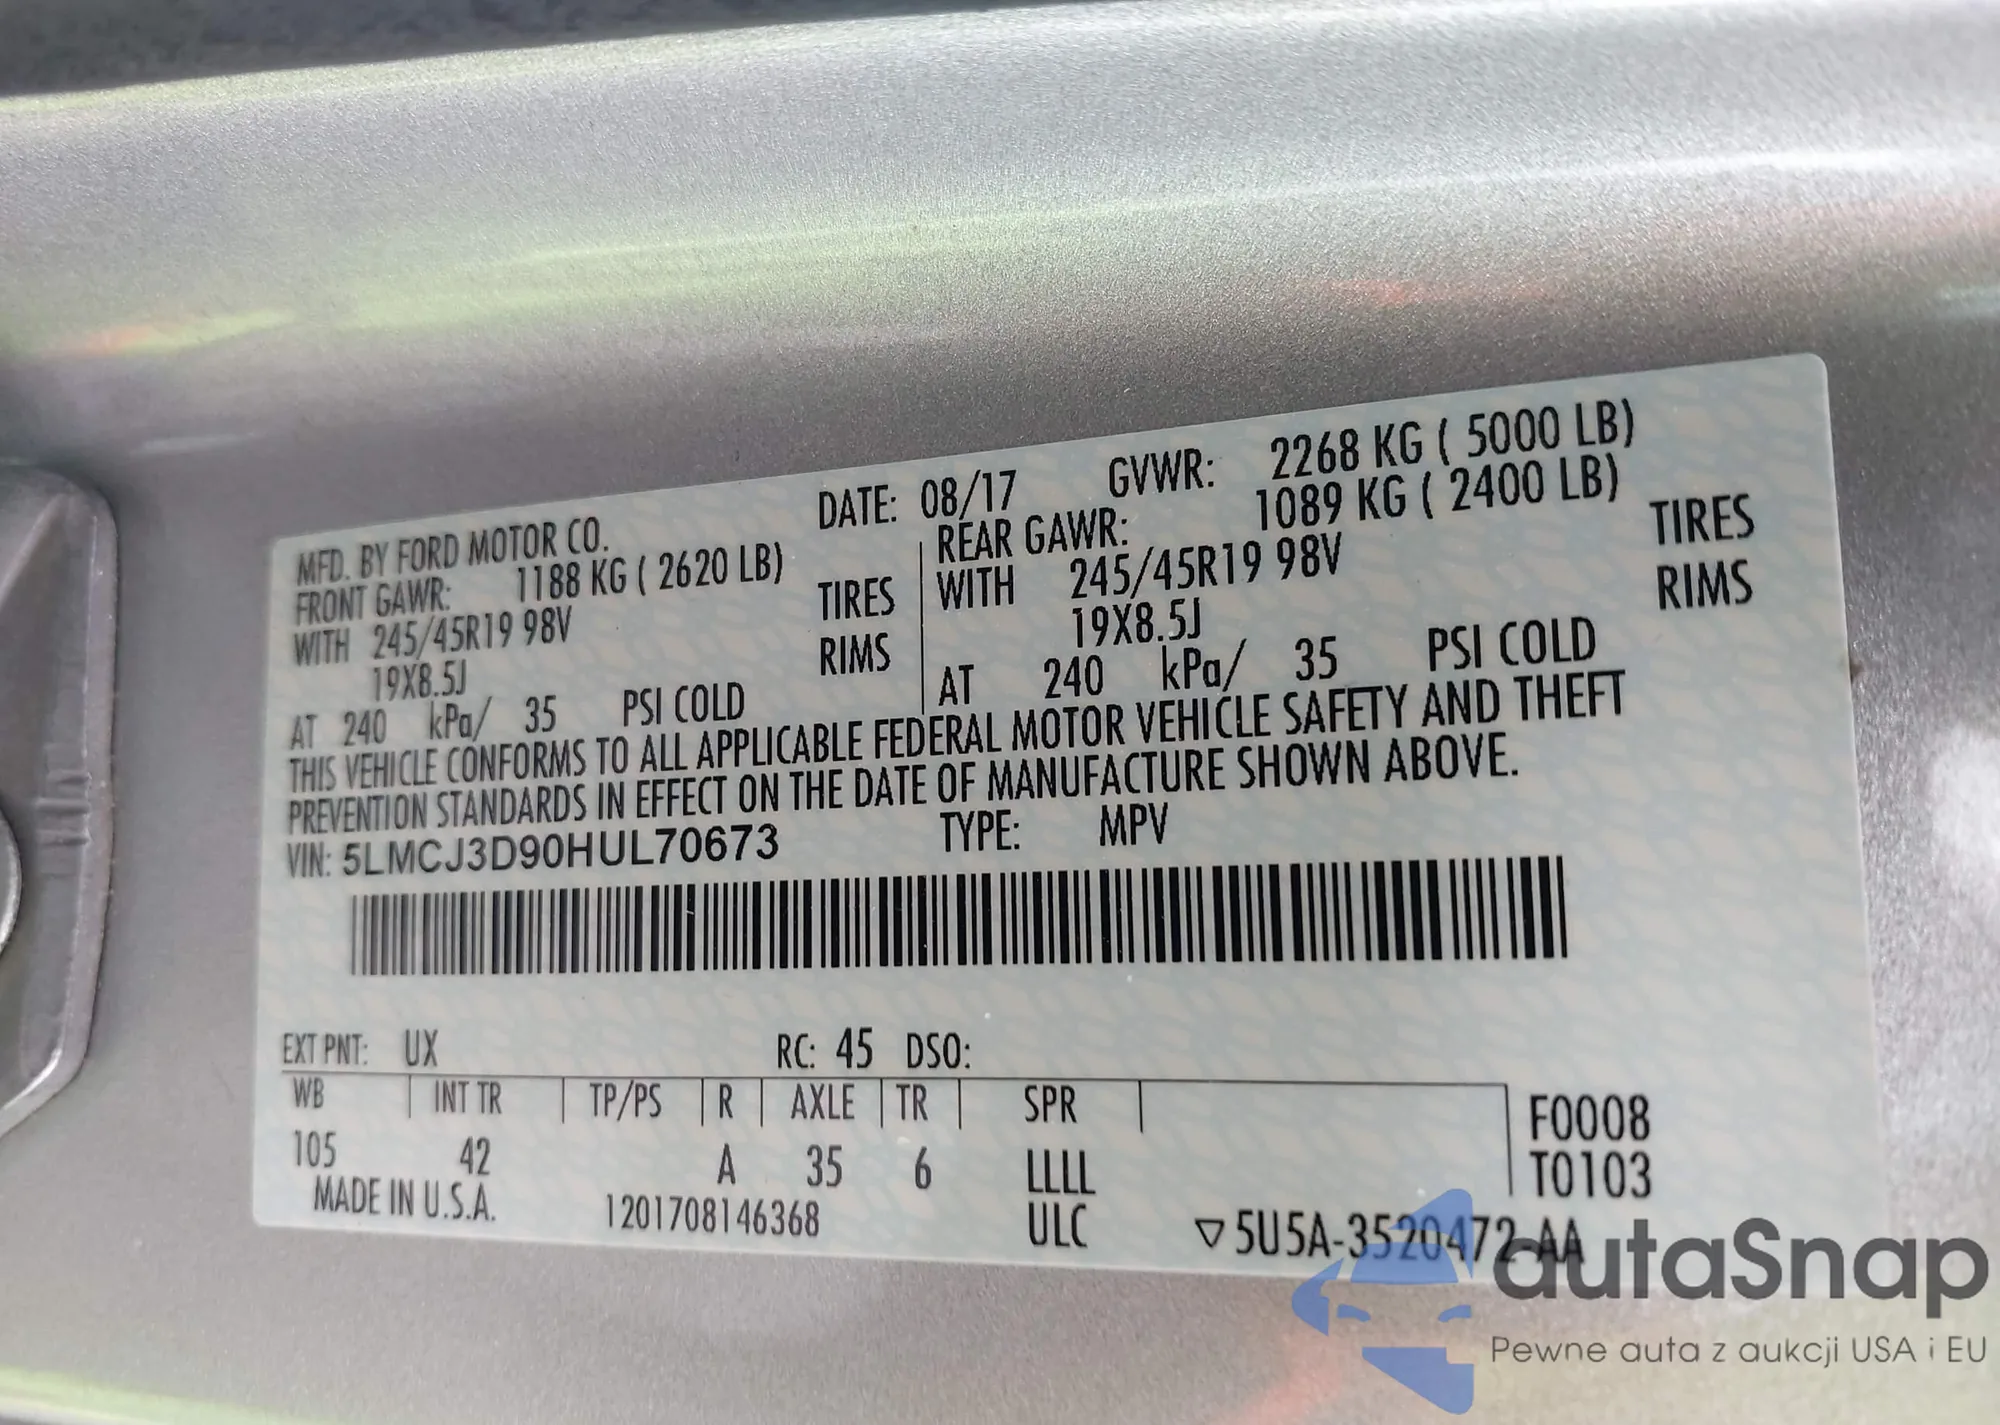 MFD. BY FORD MOTOR CO. DATE: 08/17 GVWR: 2268 KG ( 5000 LB)
FRONT GAWR: 1188 KG ( 2620 LB) REAR GAWR: 1089 KG ( 2400 LB)
WITH 245/45R19 98V TIRES WITH 245/45R19 98V TIRES
19X8.5J RIMS 19X8.5J RIMS
AT 240 kPa/ 35 PSI COLD AT 240 kPa/ 35 PSI COLD
THIS VEHICLE CONFORMS TO ALL APPLICABLE FEDERAL MOTOR VEHICLE SAFETY AND THEFT
PREVENTION STANDARDS IN EFFECT ON THE DATE OF MANUFACTURE SHOWN ABOVE.
VIN: 5LMCJ3D90HUL70673 TYPE: MPV
EXT PNT: UX RC: 45 DSO:
WB INT TR TP/PS R AXLE TR SPR F0008
105 42 A 35 6 LLLL T0103
MADE IN U.S.A. 1201708146368 ULC ▽5U5A-3520472-AA
autaSnap
Pewne auta z aukcji USA i EU